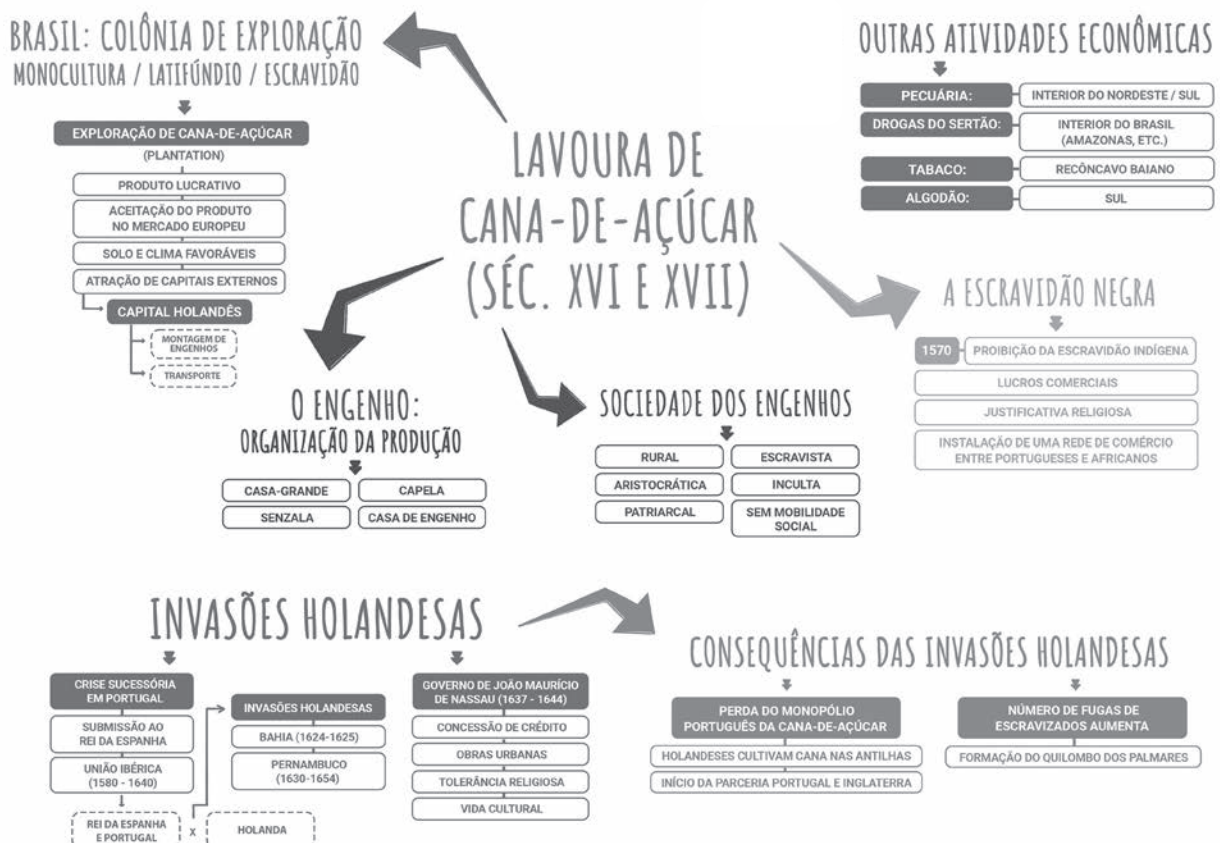 BRASIL: COLÔNIA DE EXPLORAÇÃO
MONOCULTURA / LATIFÚNDIO / ESCRAVIDÃO
EXPLORAÇÃO DE CANA-DE-AÇÚCAR
(PLANTATION)
PRODUTO LUCRATIVO
ACEITAÇÃO DO PRODUTO
NO MERCADO EUROPEU
SOLO E CLIMA FAVORÁVEIS
ATRAÇÃO DE CAPITAIS EXTERNOS
CAPITAL HOLANDÊS
MONTAGEM DE
ENGENHOS
TRANSPORTE
LAVOURA DE
CANA-DE-AÇÚCAR
(SÉC. XVI E XVII)
OUTRAS ATIVIDADES ECONÔMICAS
PECUÁRIA:
INTERIOR DO NORDESTE / SUL
DROGAS DO SERTÃO:
INTERIOR DO BRASIL
(AMAZONAS, ETC.)
TABACO:
RECÔNCAVO BAIANO
ALGODÃO:
SUL
A ESCRAVIDÃO NEGRA
1570
PROIBIÇÃO DA ESCRAVIDÃO INDÍGENA
LUCROS COMERCIAIS
JUSTIFICATIVA RELIGIOSA
INSTALAÇÃO DE UMA REDE DE COMÉRCIO
ENTRE PORTUGUESES E AFRICANOS
O ENGENHO:
ORGANIZAÇÃO DA PRODUÇÃO
CASA-GRANDE
CAPELA
SENZALA
CASA DE ENGENHO
SOCIEDADE DOS ENGENHOS
RURAL
ESCRAVISTA
ARISTOCRÁTICA
INCULTA
PATRIARCAL
SEM MOBILIDADE
SOCIAL
INVASÕES HOLANDESAS
CRISE SUCESSÓRIA
EM PORTUGAL
SUBMISSÃO AO
REI DA ESPANHA
UNIÃO IBÉRICA
(1580 - 1640)
REI DA ESPANHA
E PORTUGAL
X
HOLANDA
INVASÕES HOLANDESAS
BAHIA (1624-1625)
PERNAMBUCO
(1630-1654)
GOVERNO DE JOÃO MAURÍCIO
DE NASSAU (1637 - 1644)
CONCESSÃO DE CRÉDITO
OBRAS URBANAS
TOLERÂNCIA RELIGIOSA
VIDA CULTURAL
CONSEQUÊNCIAS DAS INVASÕES HOLANDESAS
PERDA DO MONOPÓLIO
PORTUGUÊS DA CANA-DE-AÇÚCAR
HOLANDESES CULTIVAM CANA NAS ANTILHAS
INÍCIO DA PARCERIA PORTUGAL E INGLATERRA
NÚMERO DE FUGAS DE
ESCRAVIZADOS AUMENTA
FORMAÇÃO DO QUILOMBO DOS PALMARES